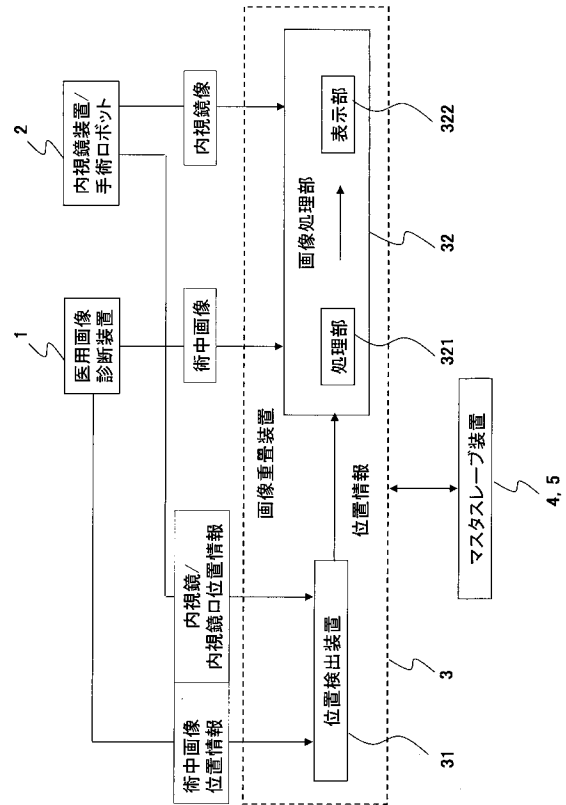 1
医用画像
診断装置
2
内視鏡装置/
手術ロボット
術中画像
位置情報
内視鏡/
内視鏡口位置情報
術中画像
内視鏡像
画像重畳装置
位置検出装置
31
位置情報
画像処理部
処理部
321
表示部
322
32
3
マスタスレーブ装置
4, 5